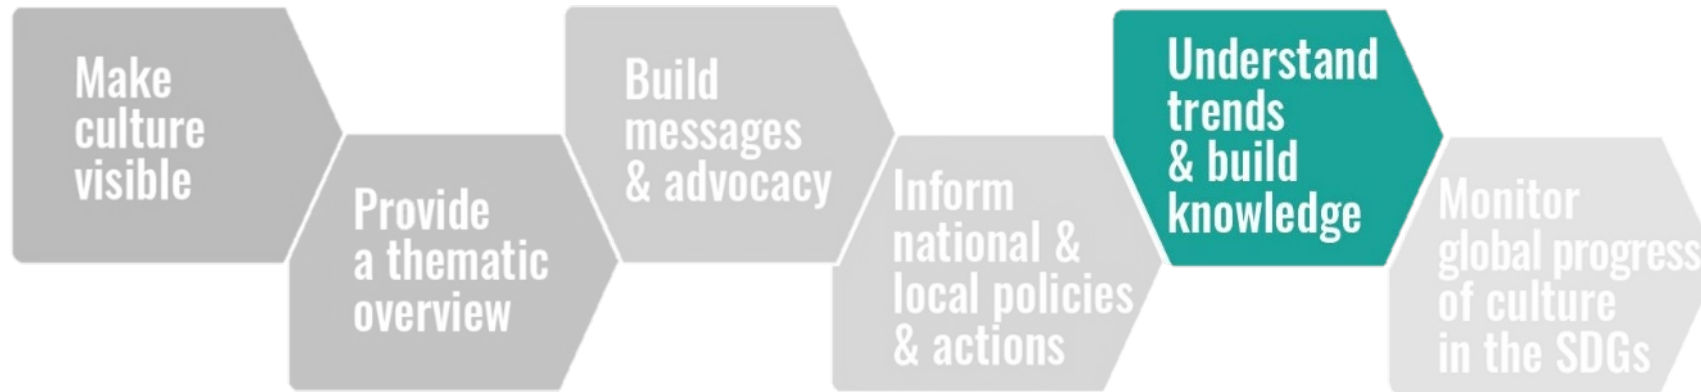 Make
culture
visible
Provide
a thematic
overview
Build
messages
& advocacy
Inform
national &
local policies
& actions
Understand
trends
& build
knowledge
Monitor
global progress
of culture
in the SDGs